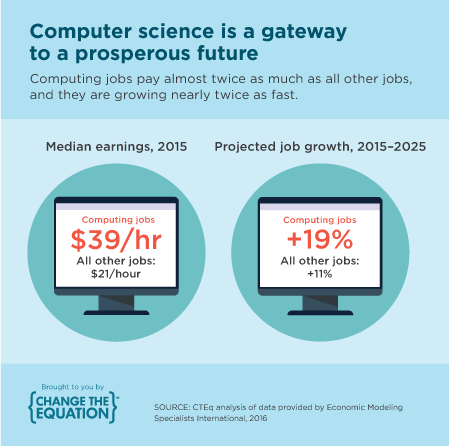 Computer science is a gateway
to a prosperous future
Computing jobs pay almost twice as much as all other jobs,
and they are growing nearly twice as fast.
Median earnings, 2015
Computing jobs
$39/hr
All other jobs:
$21/hour
Projected job growth, 2015–2025
Computing jobs
+19%
All other jobs:
+11%
Brought to you by
{CHANGE THE
EQUATION}™
SOURCE: CTEq analysis of data provided by Economic Modeling
Specialists International, 2016